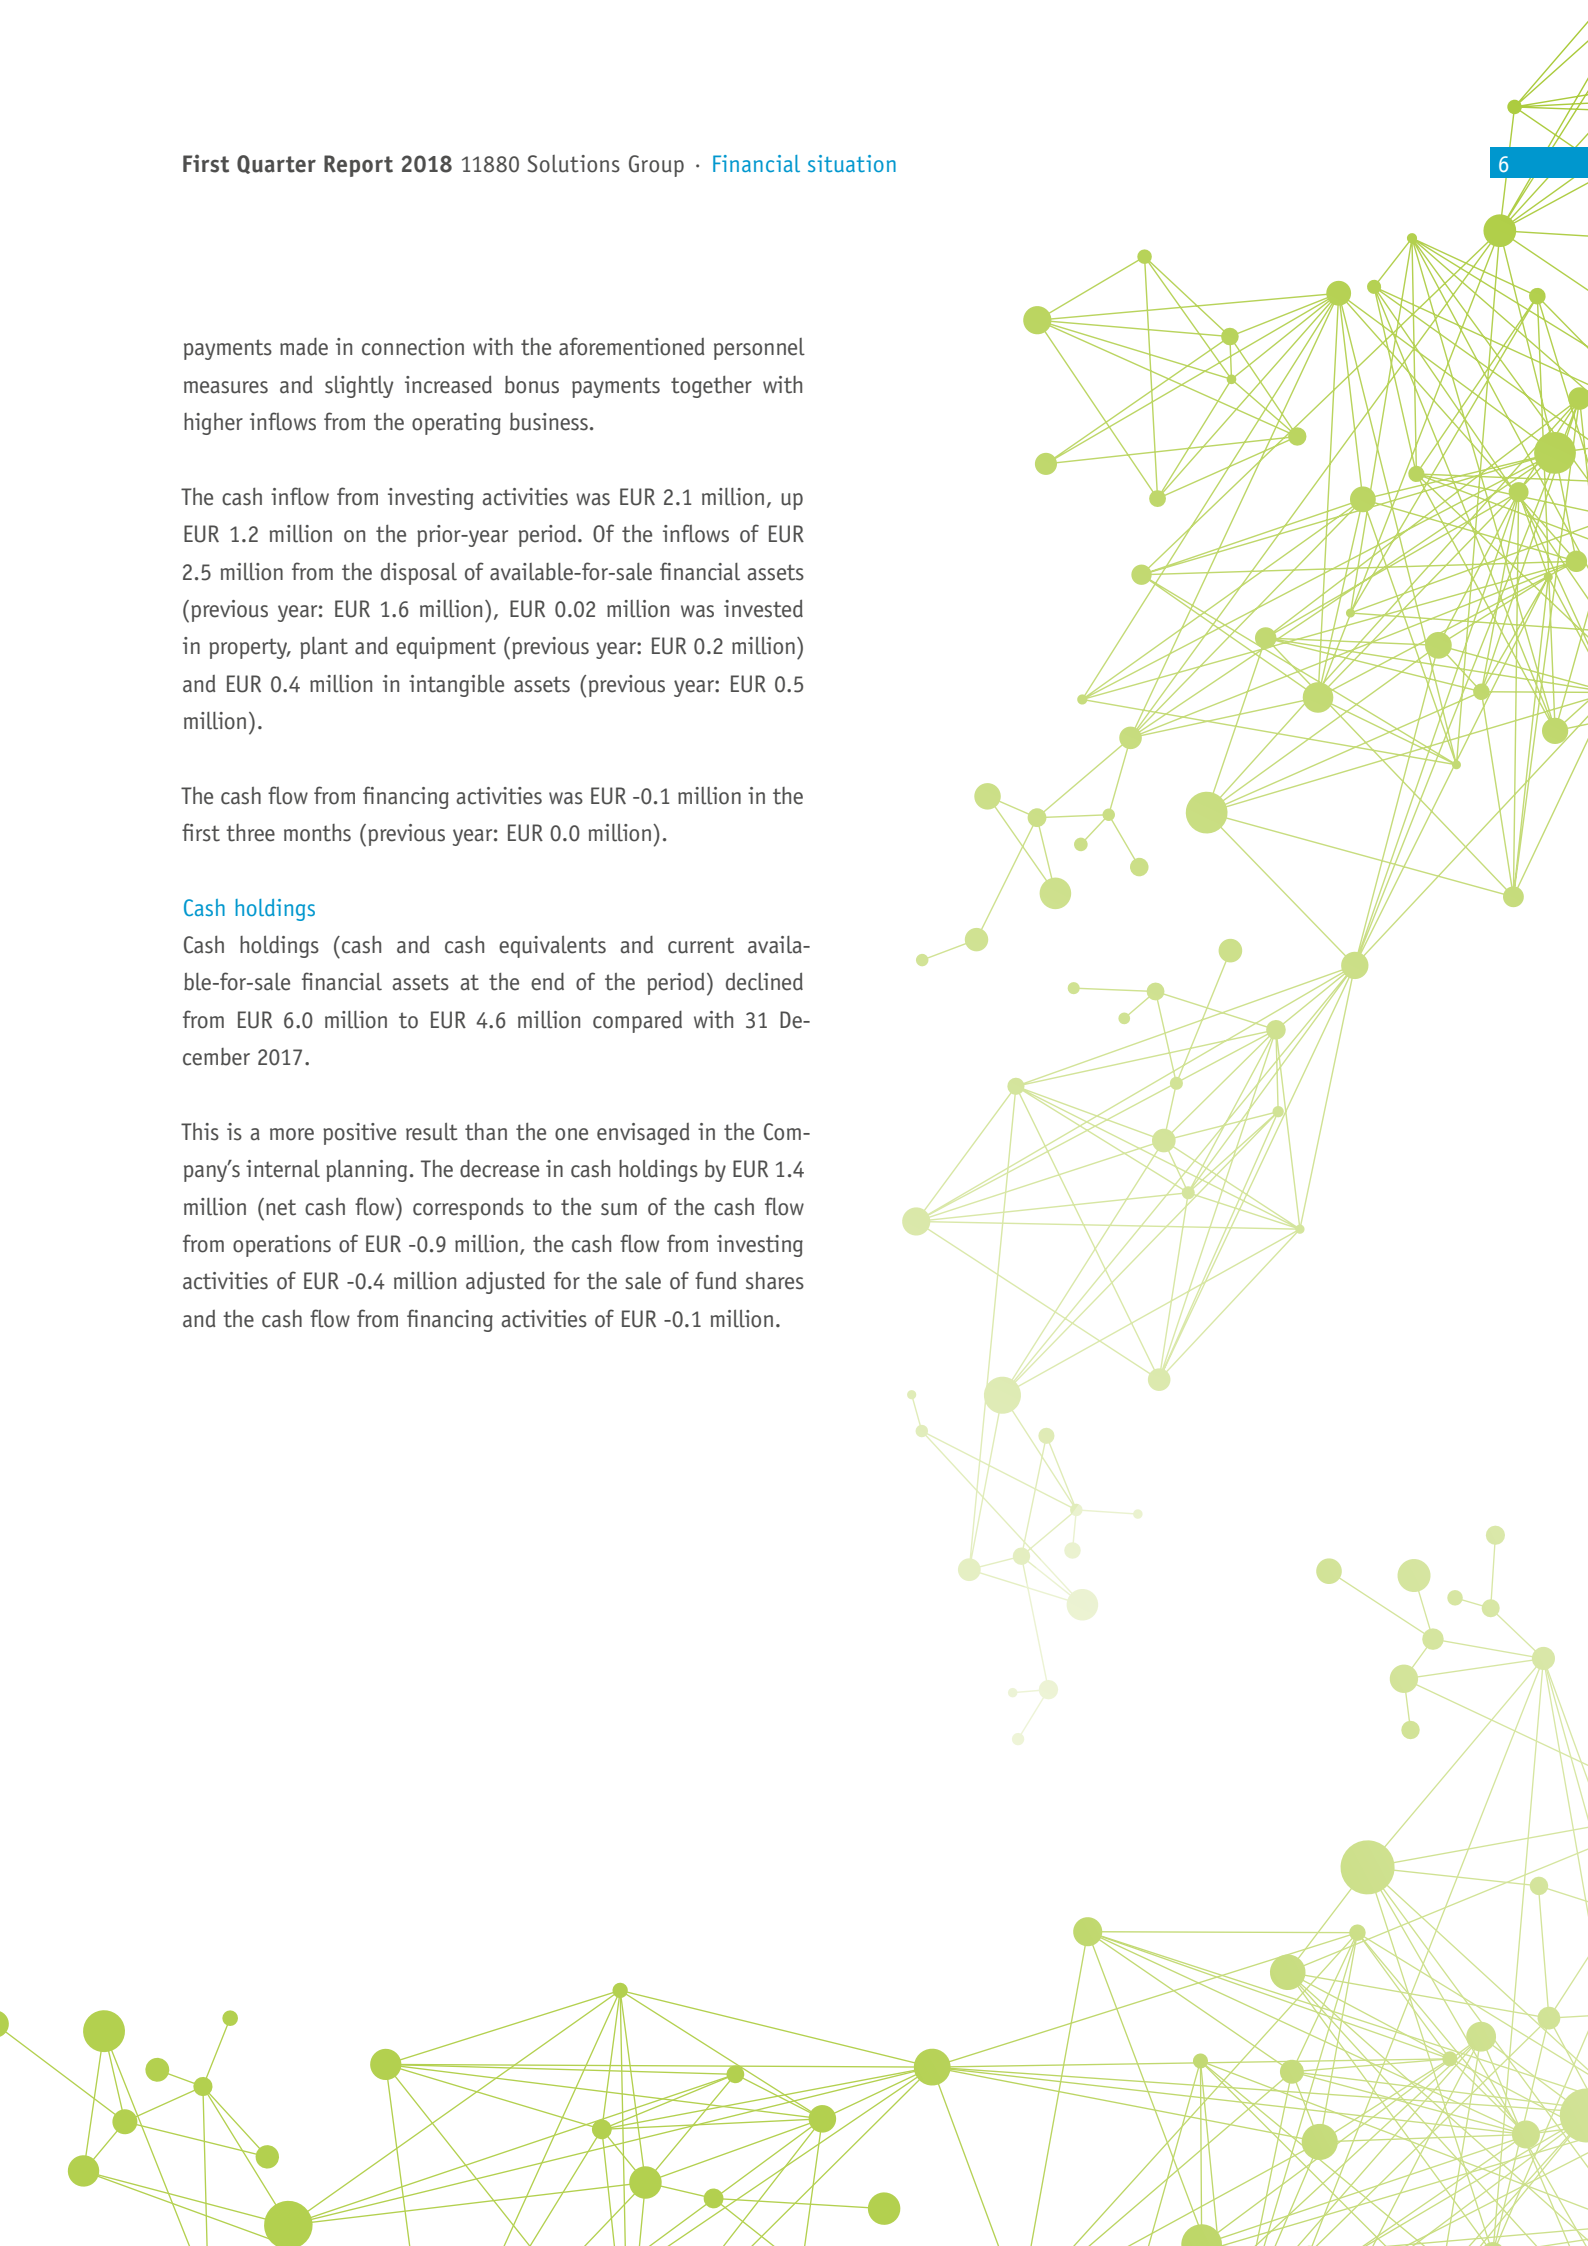 First Quarter Report 2018 11880 Solutions Group · Financial situation
6
payments made in connection with the aforementioned personnel
measures and slightly increased bonus payments together with
higher inflows from the operating business.
The cash inflow from investing activities was EUR 2.1 million, up
EUR 1.2 million on the prior-year period. Of the inflows of EUR
2.5 million from the disposal of available-for-sale financial assets
(previous year: EUR 1.6 million), EUR 0.02 million was invested
in property, plant and equipment (previous year: EUR 0.2 million)
and EUR 0.4 million in intangible assets (previous year: EUR 0.5
million).
The cash flow from financing activities was EUR -0.1 million in the
first three months (previous year: EUR 0.0 million).
Cash holdings
Cash holdings (cash and cash equivalents and current availa-
ble-for-sale financial assets at the end of the period) declined
from EUR 6.0 million to EUR 4.6 million compared with 31 De-
cember 2017.
This is a more positive result than the one envisaged in the Com-
pany’s internal planning. The decrease in cash holdings by EUR 1.4
million (net cash flow) corresponds to the sum of the cash flow
from operations of EUR -0.9 million, the cash flow from investing
activities of EUR -0.4 million adjusted for the sale of fund shares
and the cash flow from financing activities of EUR -0.1 million.